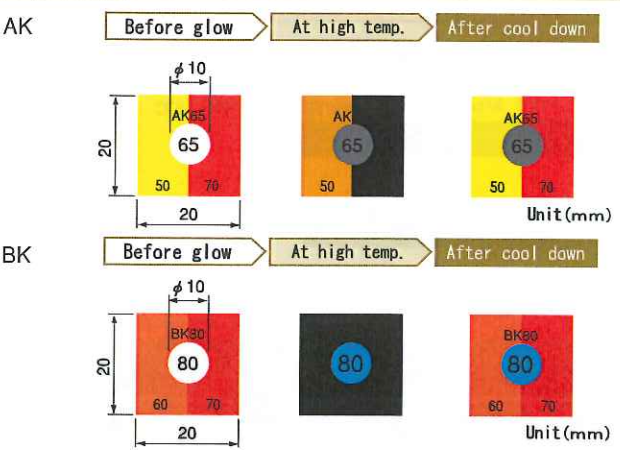 AK
Before glow
At high temp.
After cool down
φ10
20
AK65
65
50
70
20
AK
65
50
AK65
65
50
70
Unit(mm)
BK
Before glow
At high temp.
After cool down
φ10
20
BK80
80
60
70
20
80
BK80
80
60
70
Unit(mm)